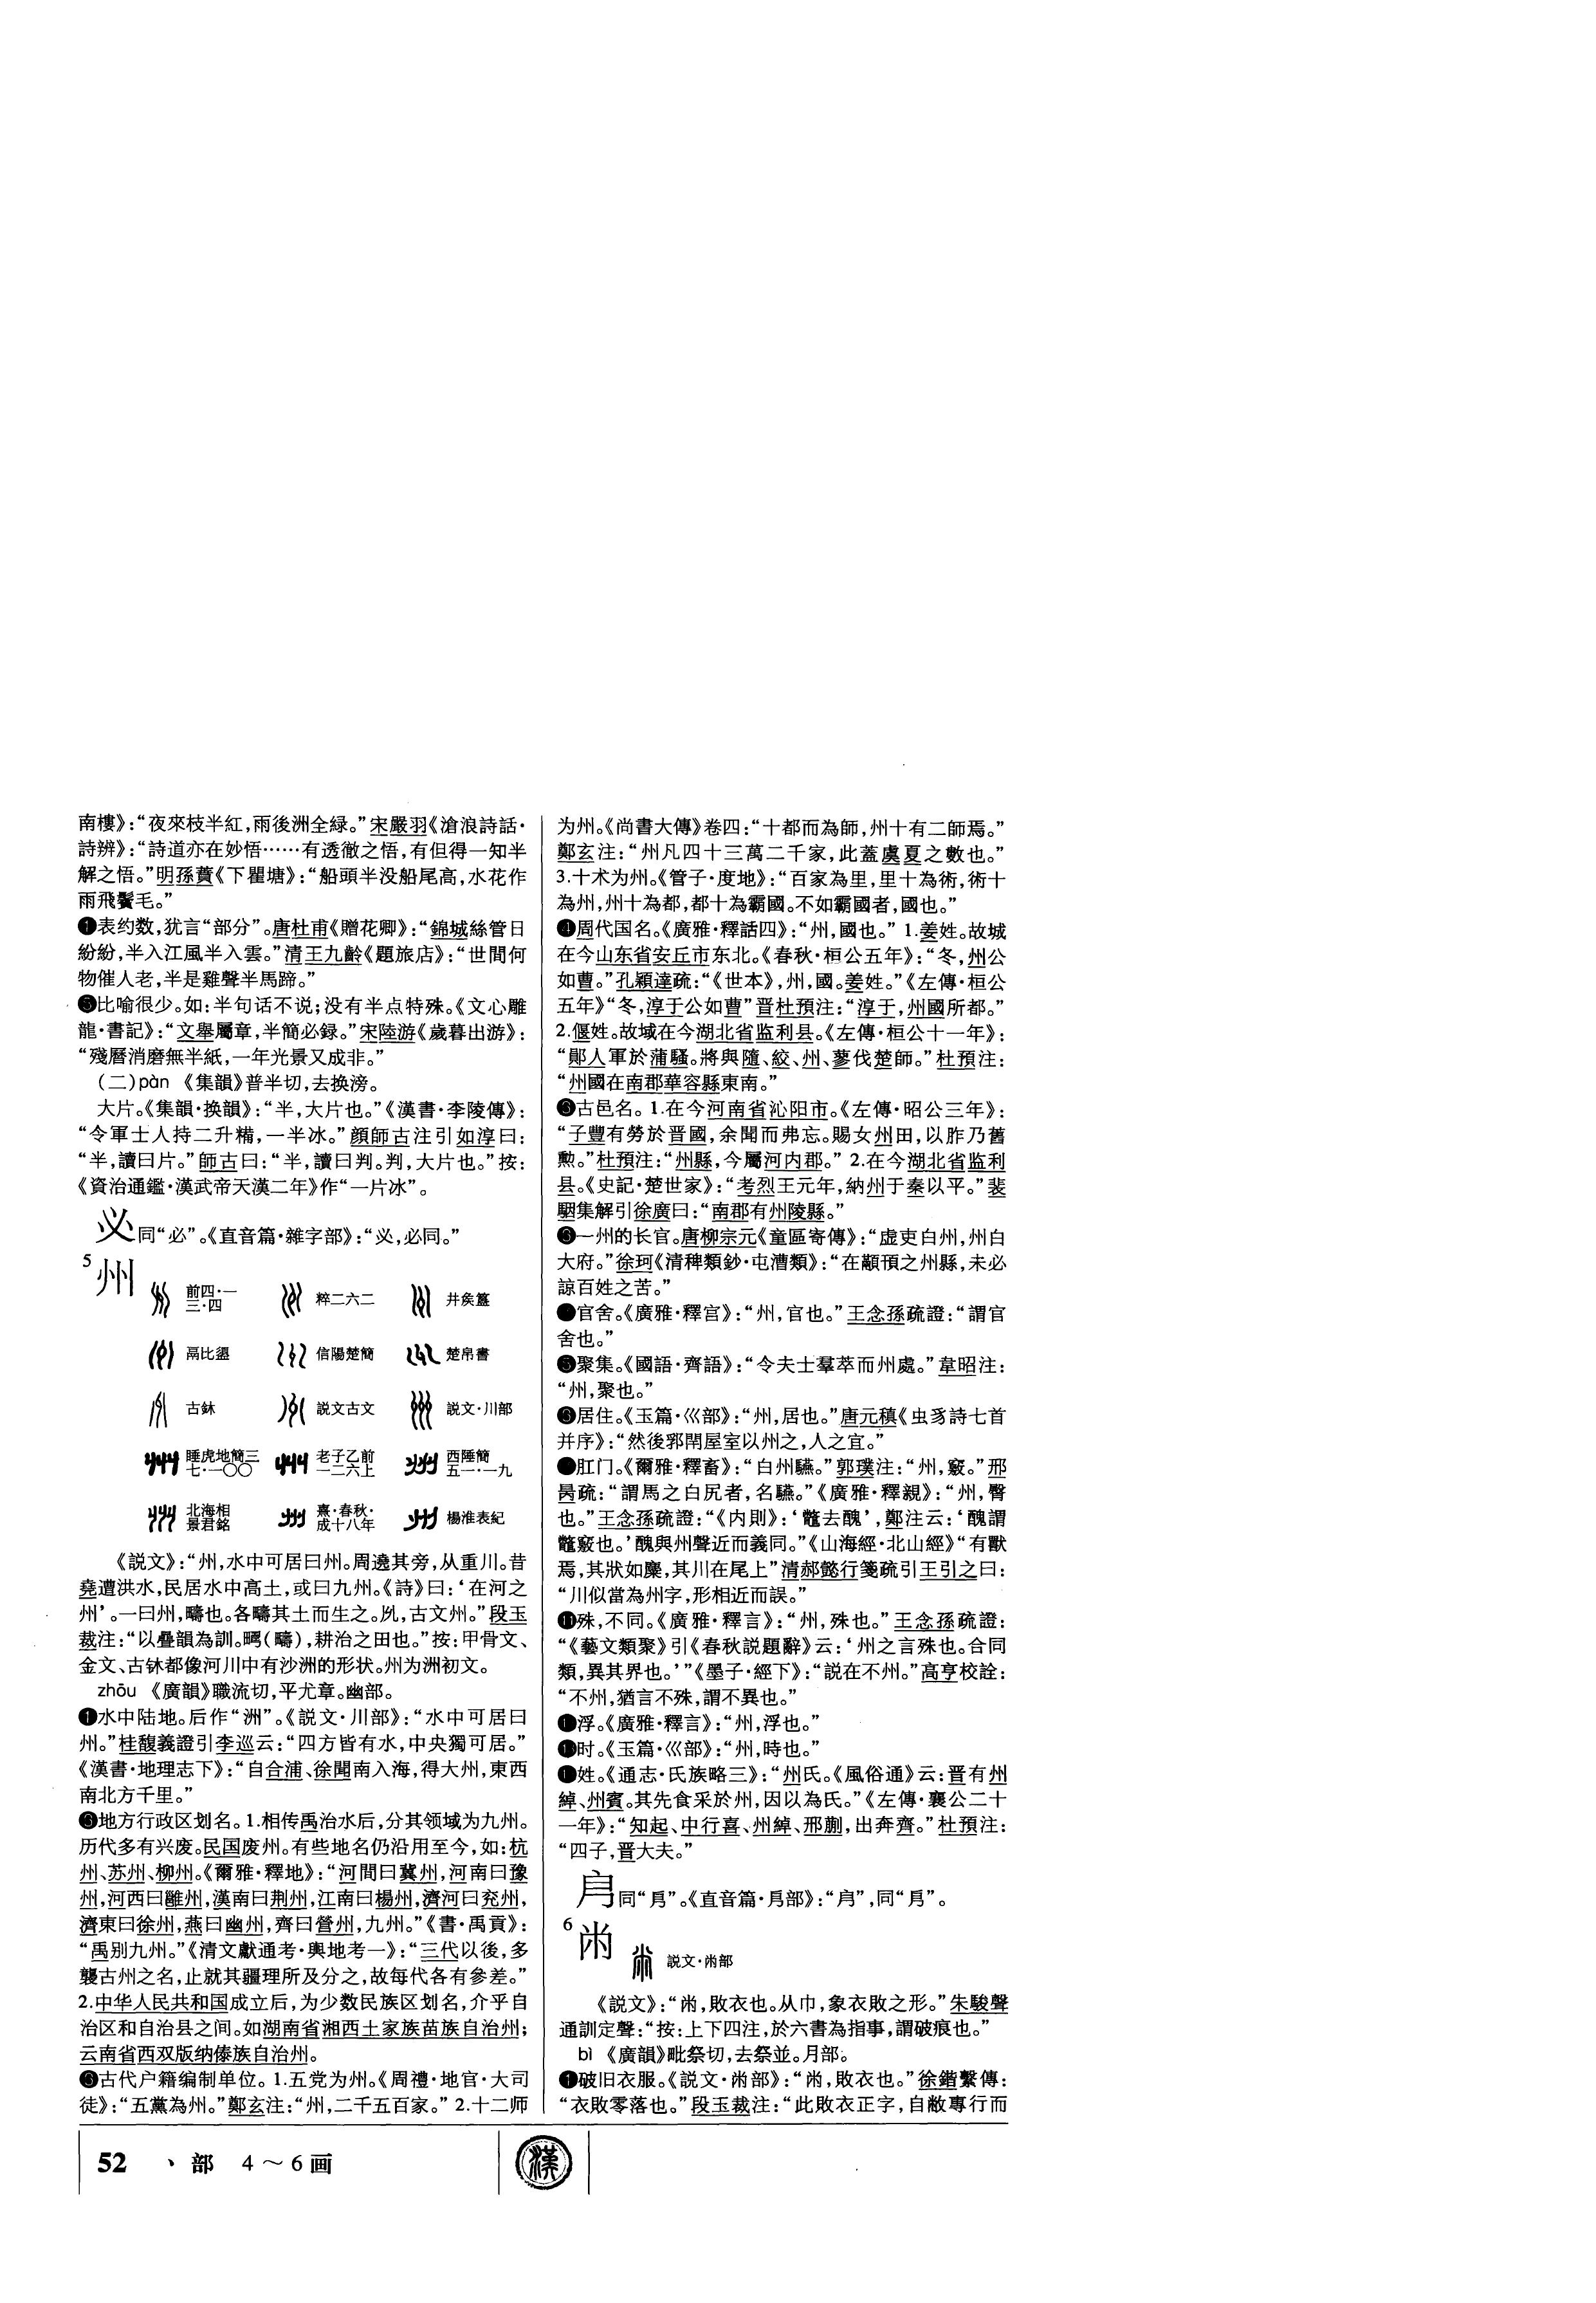 南樓》：“夜來枝半紅，雨後洲全緑。”宋嚴羽《滄浪詩話·
詩辨》：“詩道亦在妙悟……有透徹之悟，有但得一知半
解之悟。”明孫蕡《下瞿塘》：“船頭半没船尾高，水花作
雨飛鬢毛。”
表约数，犹言“部分”。唐杜甫《贈花卿》：“錦城絲管日
紛紛，半入江風半入雲。”清王九齡《題旅店》：“世間何
物催人老，半是雞聲半馬蹄。”
比喻很少。如：半句话不说；没有半点特殊。《文心雕
龍·書記》：“文舉屬章，半簡必録。”宋陸游《歲暮出游》：
“殘曆消磨無半紙，一年光景又成非。”
（二）pàn 《集韻》普半切，去换滂。
大片。《集韻·换韻》：“半，大片也。”《漢書·李陵傳》：
“令軍士人持二升糒，一半冰。”顔師古注引如淳曰：
“半，讀曰片。”師古曰：“半，讀曰判。判，大片也。”按：
《資治通鑑·漢武帝天漢二年》作“一片冰”。
同“必”。《直音篇·雜字部》：“，必同。”
5 州
前四·一三·四 粹二六二 井矦簋
鬲比盨 信陽楚簡 楚帛書
古鉥 説文古文 説文·川部
睡虎地簡三七·一〇〇 老子乙前一二六上 西陲簡五一·一九
北海相景君銘 熹·春秋·成十八年 楊淮表紀
《説文》：“州，水中可居曰州。周遶其旁，从重川。昔
堯遭洪水，民居水中高土，或曰九州。《詩》曰：‘在河之
州’。一曰州，疇也。各疇其土而生之。，古文州。”段玉
裁注：“以疊韻為訓。（疇），耕治之田也。”按：甲骨文、
金文、古鉥都像河川中有沙洲的形状。州为洲初文。
zhōu 《廣韻》職流切，平尤章。幽部。
❶水中陆地。后作“洲”。《説文·川部》：“水中可居曰
州。”桂馥義證引李巡云：“四方皆有水，中央獨可居。”
《漢書·地理志下》：“自合浦、徐聞南入海，得大州，東西
南北方千里。”
地方行政区划名。1.相传禹治水后，分其领域为九州。
历代多有兴废。民国废州。有些地名仍沿用至今，如：杭
州、苏州、柳州。《爾雅·釋地》：“河間曰冀州，河南曰豫
州，河西曰雝州，漢南曰荆州，江南曰楊州，濟河曰兖州，
濟東曰徐州，燕曰幽州，齊曰營州，九州。”《書·禹貢》：
“禹别九州。”《清文獻通考·輿地考一》：“三代以後，多
襲古州之名，止就其疆理所及分之，故每代各有參差。”
2.中华人民共和国成立后，为少数民族区划名，介乎自
治区和自治县之间。如湖南省湘西土家族苗族自治州；
云南省西双版纳傣族自治州。
古代户籍编制单位。1.五党为州。《周禮·地官·大司
徒》：“五黨為州。”鄭玄注：“州，二千五百家。”2.十二师
为州。《尚書大傳》卷四：“十都而為師，州十有二師焉。”
鄭玄注：“州凡四十三萬二千家，此蓋虞夏之數也。”
3.十术为州。《管子·度地》：“百家為里，里十為術，術十
為州，州十為都，都十為霸國。不如霸國者，國也。”
❹周代国名。《廣雅·釋詁四》：“州，國也。”1.姜姓。故城
在今山东省安丘市东北。《春秋·桓公五年》：“冬，州公
如曹。”孔穎達疏：“《世本》，州，國。姜姓。”《左傳·桓公
五年》“冬，淳于公如曹”晋杜預注：“淳于，州國所都。”
2.偃姓。故域在今湖北省监利县。《左傳·桓公十一年》：
“鄖人軍於蒲騷。將與隨、絞、州、蓼伐楚師。”杜預注：
“州國在南郡華容縣東南。”
古邑名。1.在今河南省沁阳市。《左傳·昭公三年》：
“子豐有勞於晋國，余聞而弗忘。賜女州田，以胙乃舊
勲。”杜預注：“州縣，今屬河内郡。”2.在今湖北省监利
县。《史記·楚世家》：“考烈王元年，納州于秦以平。”裴
駰集解引徐廣曰：“南郡有州陵縣。”
一州的长官。唐柳宗元《童區寄傳》：“虚吏白州，州白
大府。”徐珂《清稗類鈔·屯漕類》：“在顢頇之州縣，未必
諒百姓之苦。”
官舍。《廣雅·釋宫》：“州，官也。”王念孫疏證：“謂官
舍也。”
聚集。《國語·齊語》：“令夫士羣萃而州處。”韋昭注：
“州，聚也。”
居住。《玉篇·巛部》：“州，居也。”唐元稹《虫豸詩七首
并序》：“然後郛閈屋室以州之，人之宜。”
肛门。《爾雅·釋畜》：“白州驠。”郭璞注：“州，竅。”邢
昺疏：“謂馬之白尻者，名驠。”《廣雅·釋親》：“州，臀
也。”王念孫疏證：“《内則》：‘鼈去醜’，鄭注云：‘醜謂
鼈竅也。’醜與州聲近而義同。”《山海經·北山經》“有獸
焉，其狀如麋，其川在尾上”清郝懿行箋疏引王引之曰：
“川似當為州字，形相近而誤。”
殊，不同。《廣雅·釋言》：“州，殊也。”王念孫疏證：
“《藝文類聚》引《春秋説題辭》云：‘州之言殊也。合同
類，異其界也。’”《墨子·經下》：“説在不州。”高亨校詮：
“不州，猶言不殊，謂不異也。”
浮。《廣雅·釋言》：“州，浮也。”
时。《玉篇·巛部》：“州，時也。”
姓。《通志·氏族略三》：“州氏。《風俗通》云：晋有州
綽、州賓。其先食采於州，因以為氏。”《左傳·襄公二十
一年》：“知起、中行喜、州綽、邢蒯，出奔齊。”杜預注：
“四子，晋大夫。”
同“”。《直音篇·部》：“”，同“”。
6 㡀
説文·㡀部
《説文》：“㡀，敗衣也。从巾，象衣敗之形。”朱駿聲
通訓定聲：“按：上下四注，於六書為指事，謂破痕也。”
bì 《廣韻》毗祭切，去祭並。月部。
❶破旧衣服。《説文·㡀部》：“㡀，敗衣也。”徐鍇繫傳：
“衣敗零落也。”段玉裁注：“此敗衣正字，自敝專行而
52 丶部 4～6画
漢